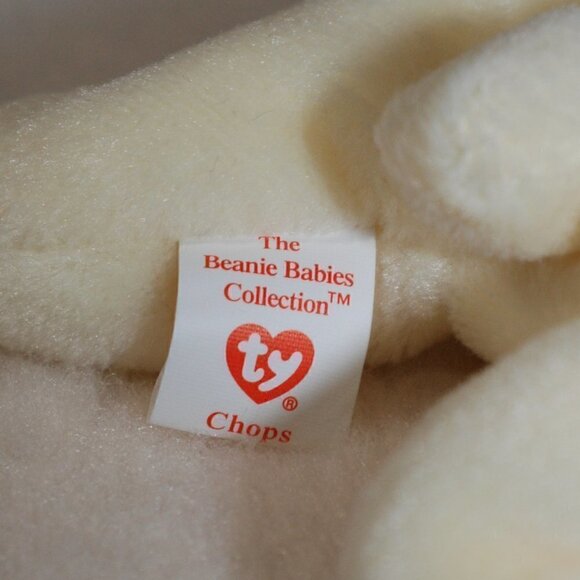 The
Beanie Babies
Collection™
ty
®
Chops